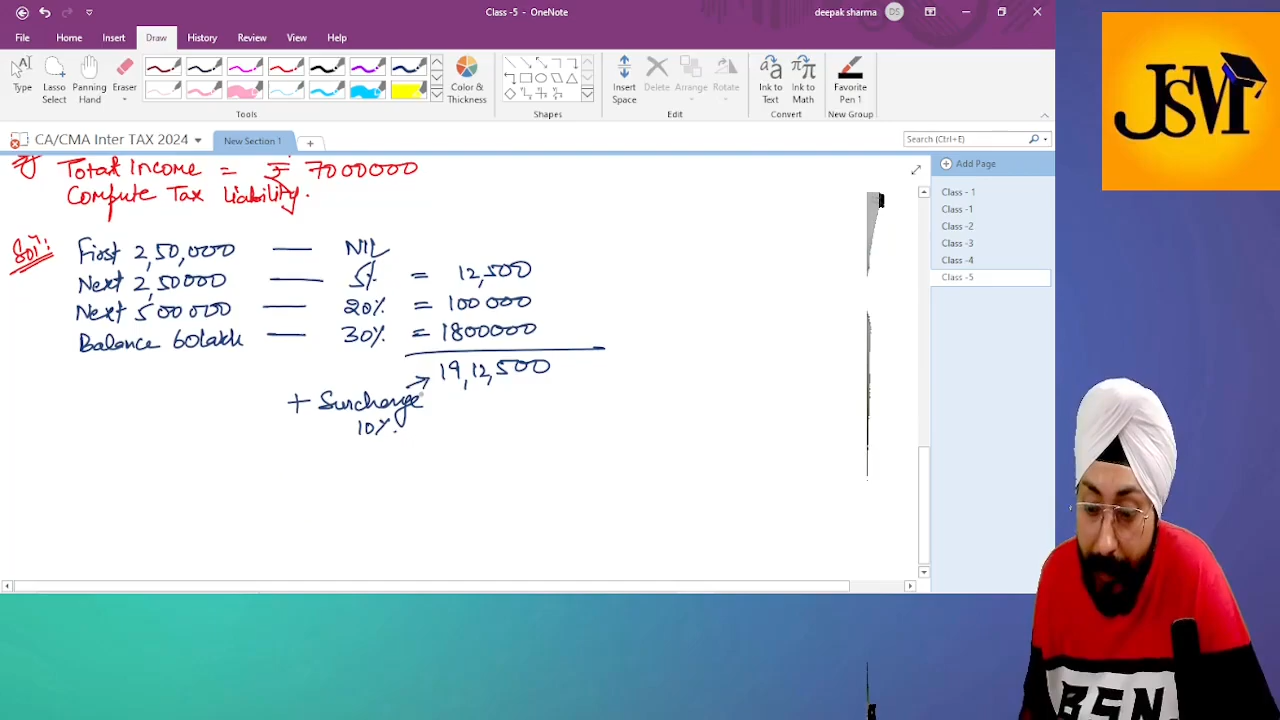 Class -5 - OneNote
deepak sharma
DS
File Home Insert Draw History Review View Help
Type
Lasso Select
Panning Hand
Eraser
Color & Thickness
Insert Space
Delete
Arrange
Rotate
Ink to Text
Ink to Math
Favorite Pen 1
Tools
Shapes
Edit
Convert
New Group
CA/CMA Inter TAX 2024
New Section 1
Search (Ctrl+E)
Add Page
Class - 1
Class -1
Class -2
Class -3
Class -4
Class -5
Total Income = ₹ 7000000
Compute Tax liability.
Solⁿ:
First 2,50,000 — NIL
Next 2,50000 — 5% = 12,500
Next 500000 — 20% = 100000
Balance 60lakh — 30% = 1800000
19,12,500
+ Surcharge
10%.
JSM
BSN